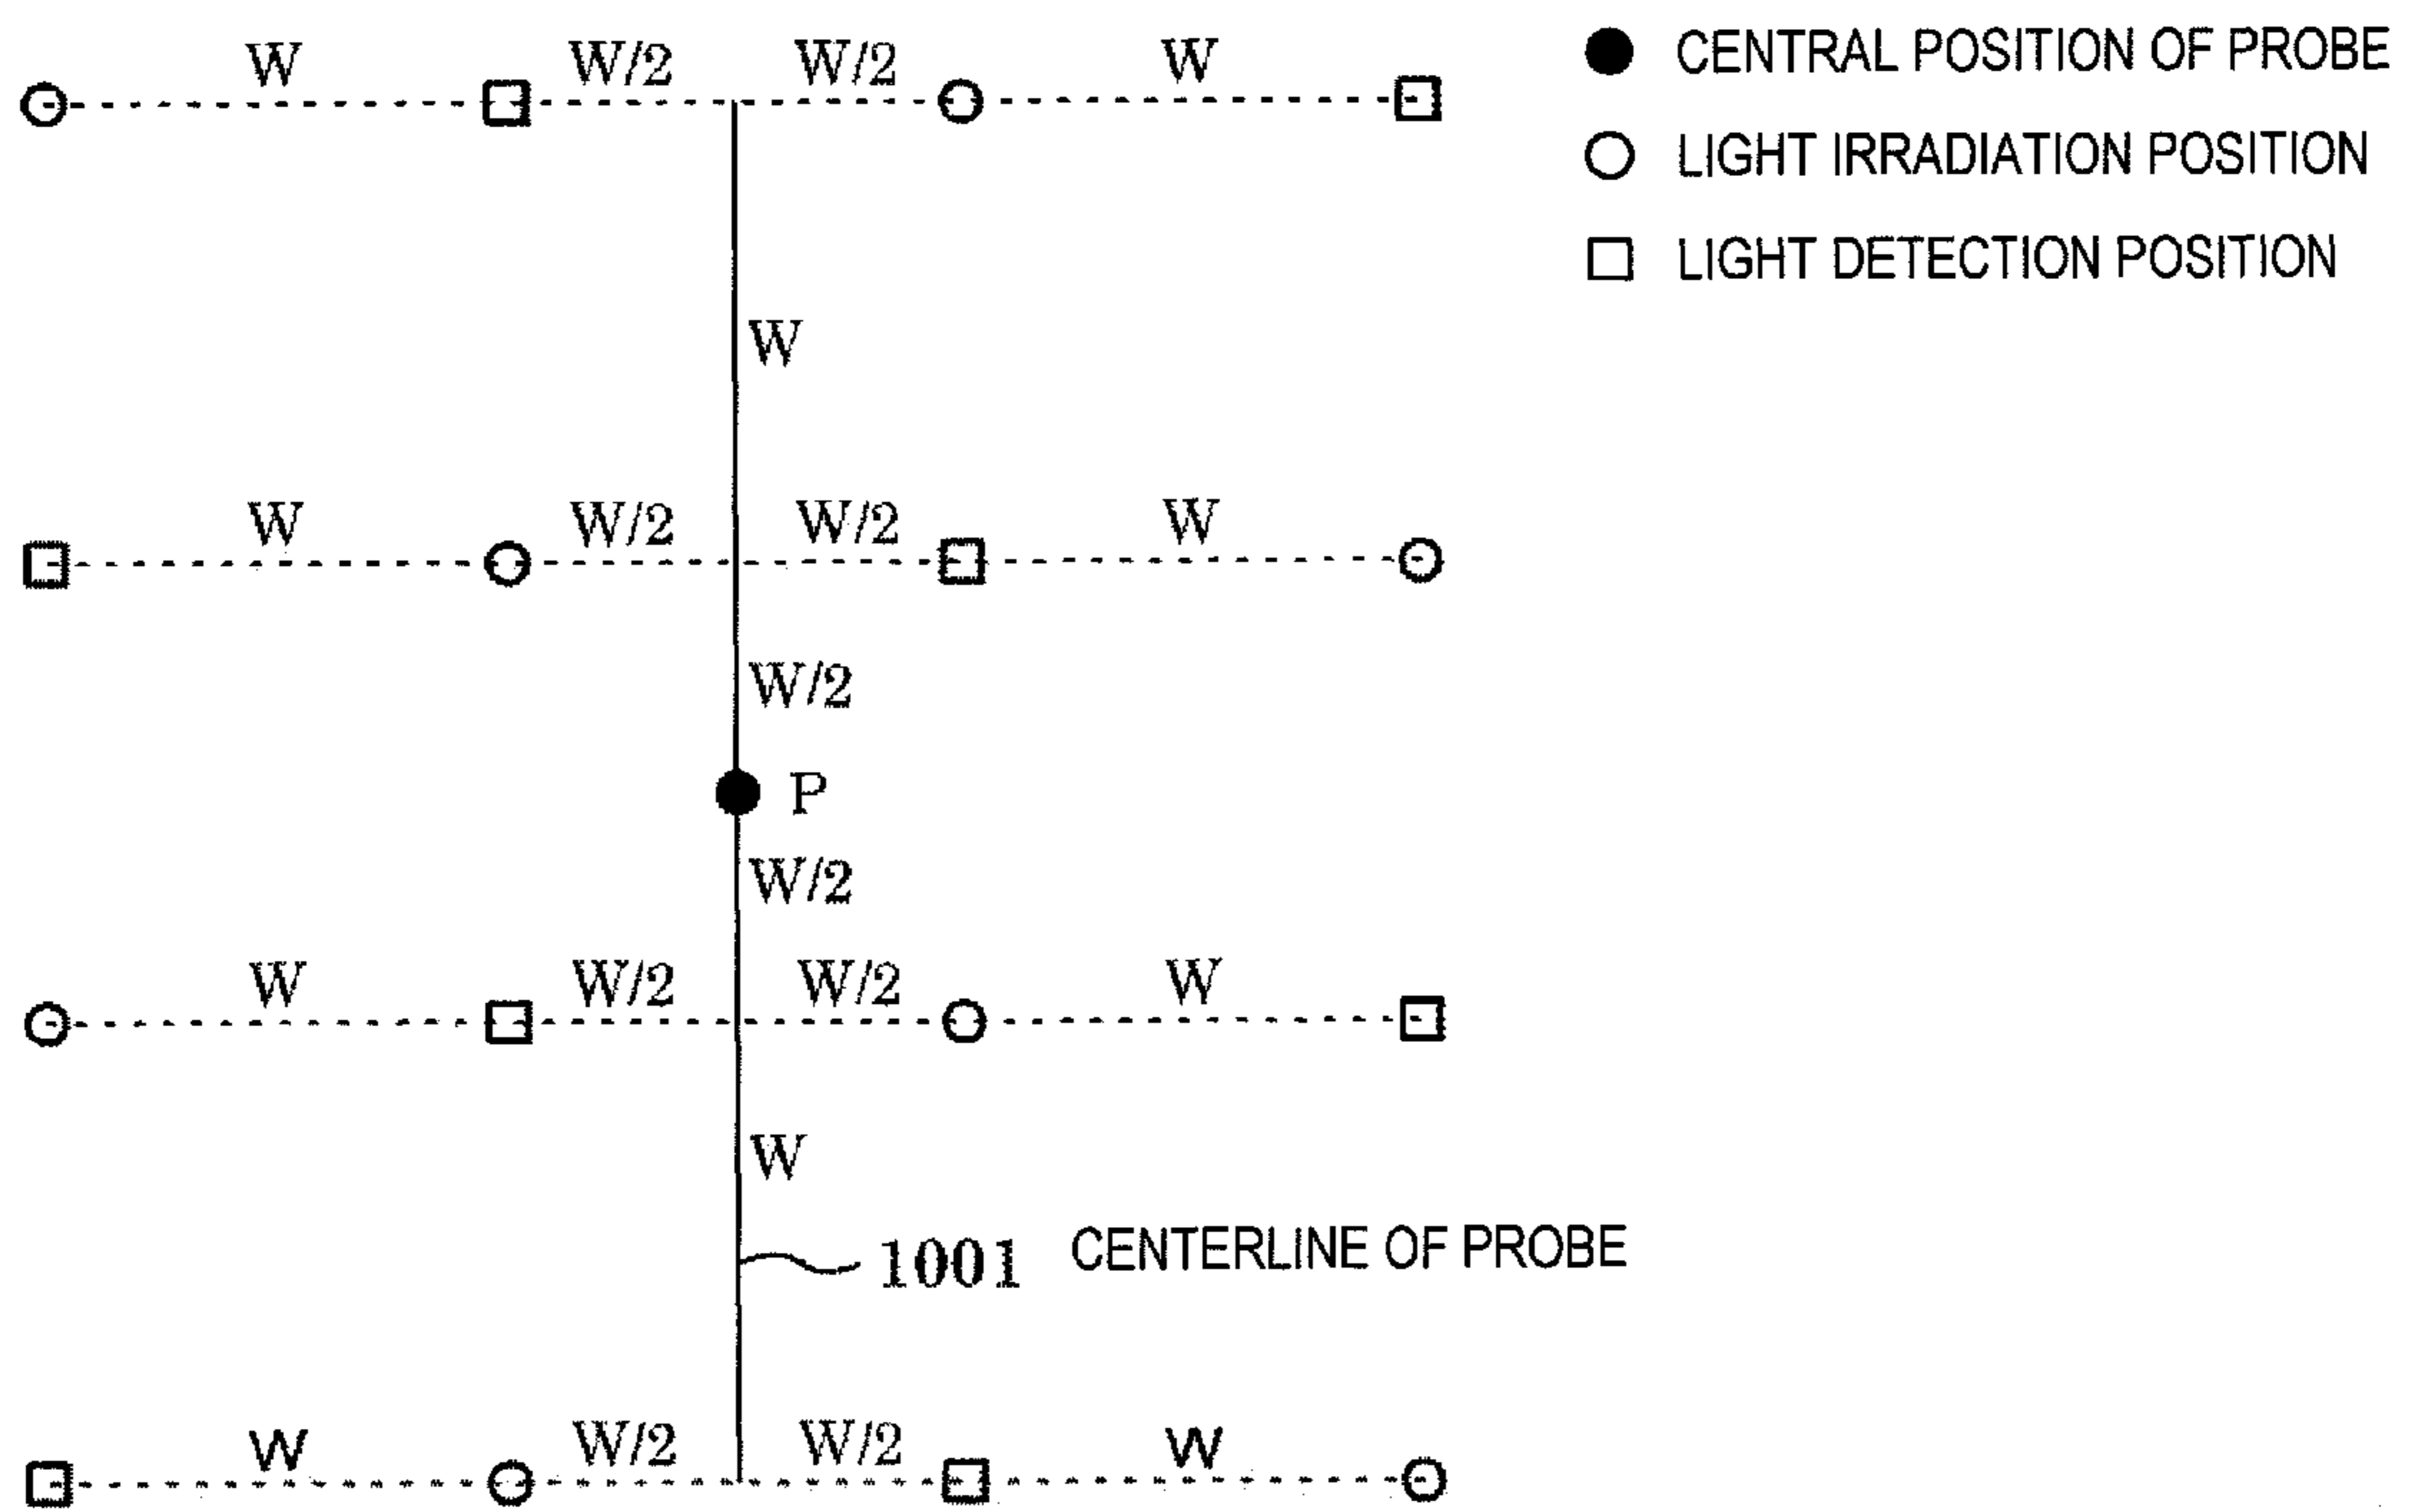 W W/2 W/2 W
CENTRAL POSITION OF PROBE
LIGHT IRRADIATION POSITION
LIGHT DETECTION POSITION
W
W W/2 W/2 W
W/2
P
W/2
W W/2 W/2 W
W
1001 CENTERLINE OF PROBE
W W/2 W/2 W